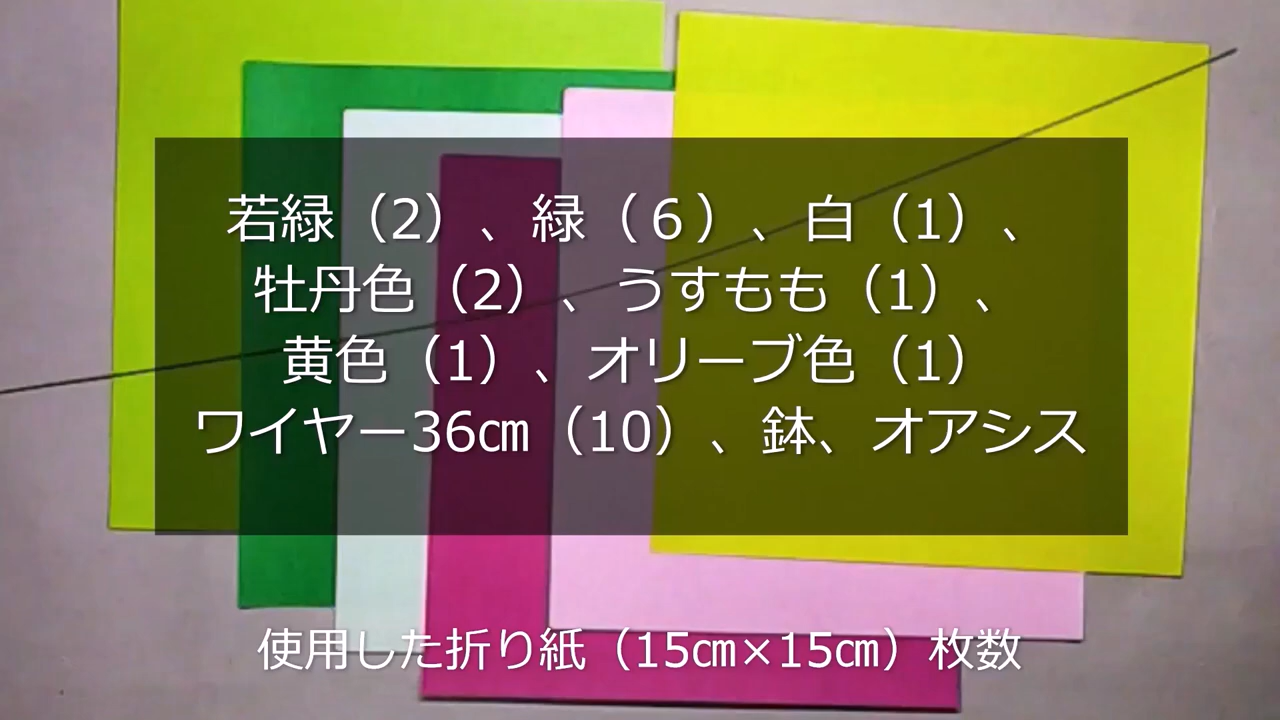 若緑（2）、緑（６）、白（1）、
牡丹色（2）、うすもも（1）、
黄色（1）、オリーブ色（1）
ワイヤー36㎝（10）、鉢、オアシス
使用した折り紙（15㎝×15㎝）枚数